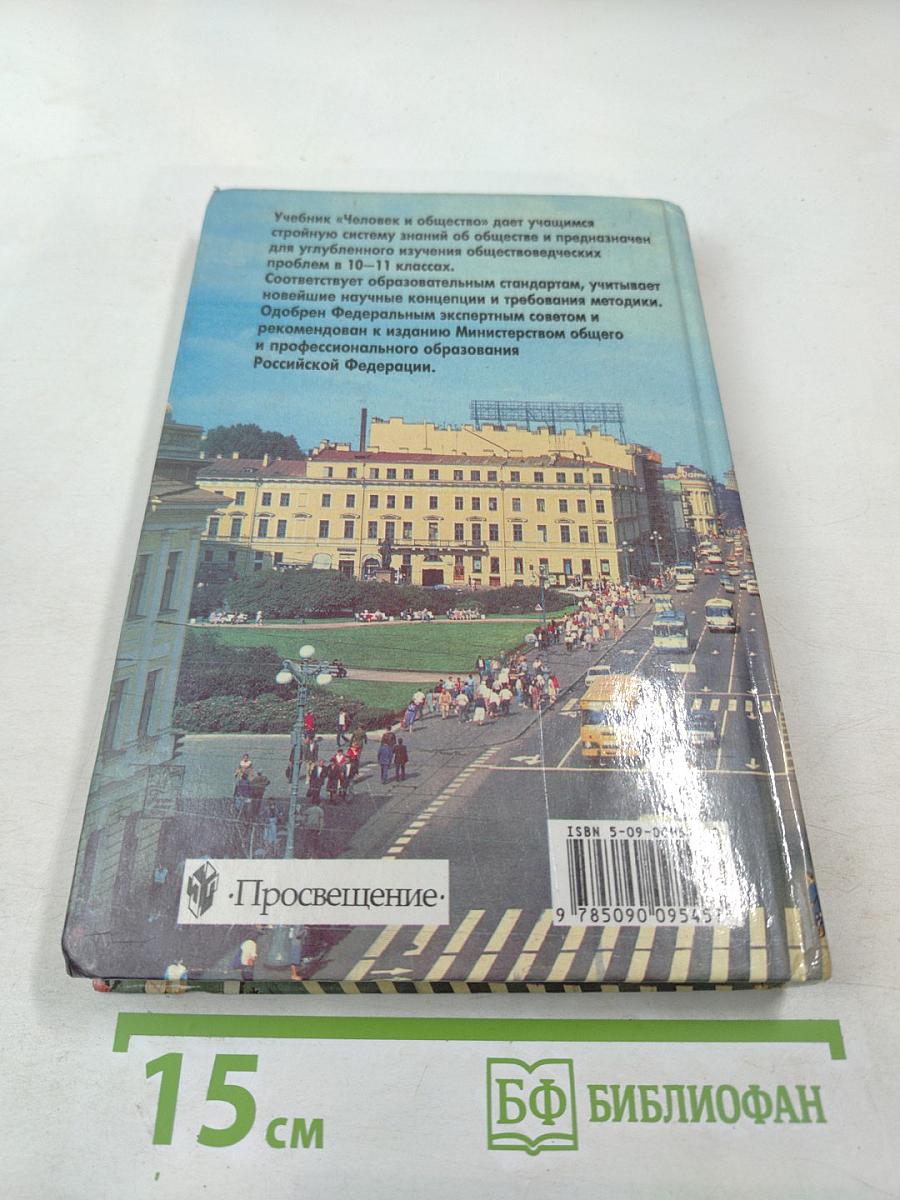 Учебник «Человек и общество» дает учащимся
стройную систему знаний об обществе и предназначен
для углубленного изучения обществоведческих
проблем в 10—11 классах.
Соответствует образовательным стандартам, учитывает
новейшие научные концепции и требования методики.
Одобрен Федеральным экспертным советом и
рекомендован к изданию Министерством общего
и профессионального образования
Российской Федерации.
ISBN
·Просвещение·
15 см
БФ БИБЛИОФАН